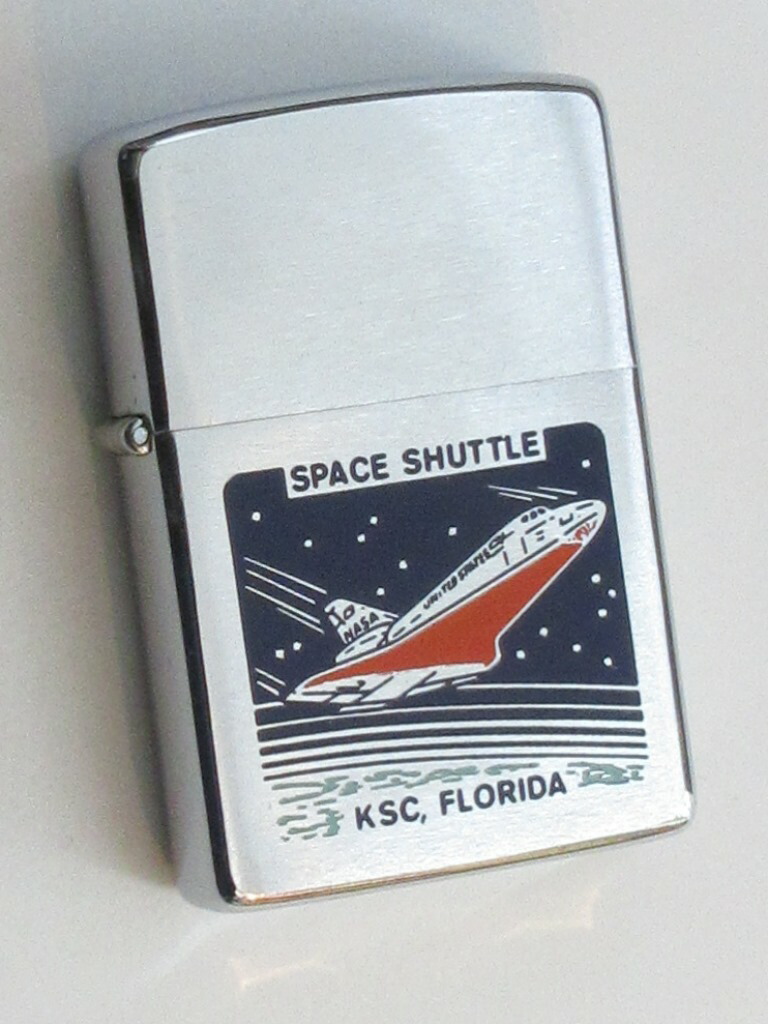 SPACE SHUTTLE
UNITED STATES
NASA
KSC, FLORIDA